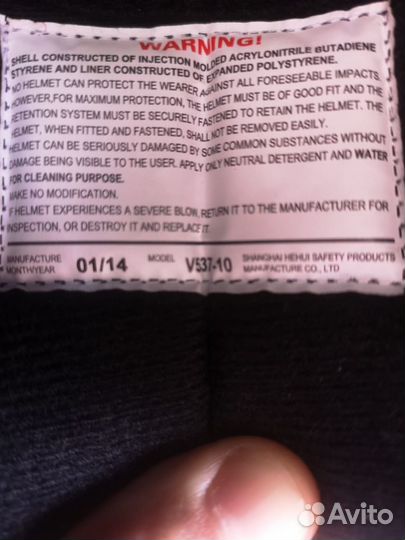 WARNING!
SHELL CONSTRUCTED OF INJECTION MOLDED ACRYLONITRILE BUTADIENE
STYRENE AND LINER CONSTRUCTED OF EXPANDED POLYSTYRENE.
NO HELMET CAN PROTECT THE WEARER AGAINST ALL FORESEEABLE IMPACTS.
HOWEVER,FOR MAXIMUM PROTECTION, THE HELMET MUST BE OF GOOD FIT AND THE
RETENTION SYSTEM MUST BE SECURELY FASTENED TO RETAIN THE HELMET. THE
HELMET, WHEN FITTED AND FASTENED, SHALL NOT BE REMOVED EASILY.
HELMET CAN BE SERIOUSLY DAMAGED BY SOME COMMON SUBSTANCES WITHOUT
DAMAGE BEING VISIBLE TO THE USER. APPLY ONLY NEUTRAL DETERGENT AND WATER
FOR CLEANING PURPOSE.
MAKE NO MODIFICATION.
IF HELMET EXPERIENCES A SEVERE BLOW, RETURN IT TO THE MANUFACTURER FOR
INSPECTION, OR DESTROY IT AND REPLACE IT.
MANUFACTURE MONTH/YEAR 01/14 MODEL V537-10 SHANGHAI HEHUI SAFETY PRODUCTS
MANUFACTURE CO., LTD
Avito